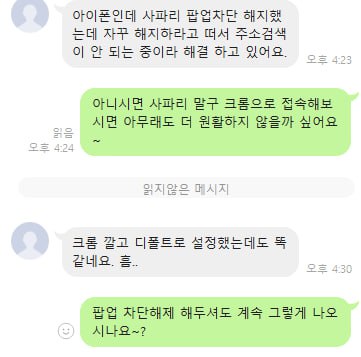 아이폰인데 사파리 팝업차단 해지했
는데 자꾸 해지하라고 떠서 주소검색
이 안 되는 중이라 해결 하고 있어요.
오후 4:23
아니시면 사파리 말구 크롬으로 접속해보
시면 아무래도 더 원활하지 않을까 싶어요
~
읽음
오후 4:24
읽지않은 메시지
크롬 깔고 디폴트로 설정했는데도 똑
같네요. 흠..
오후 4:30
팝업 차단해제 해두셔도 계속 그렇게 나오
시나요~?